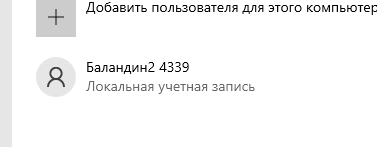 Добавить пользователя для этого компьютер
Баландин2 4339
Локальная учетная запись